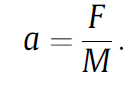 a = F/M.